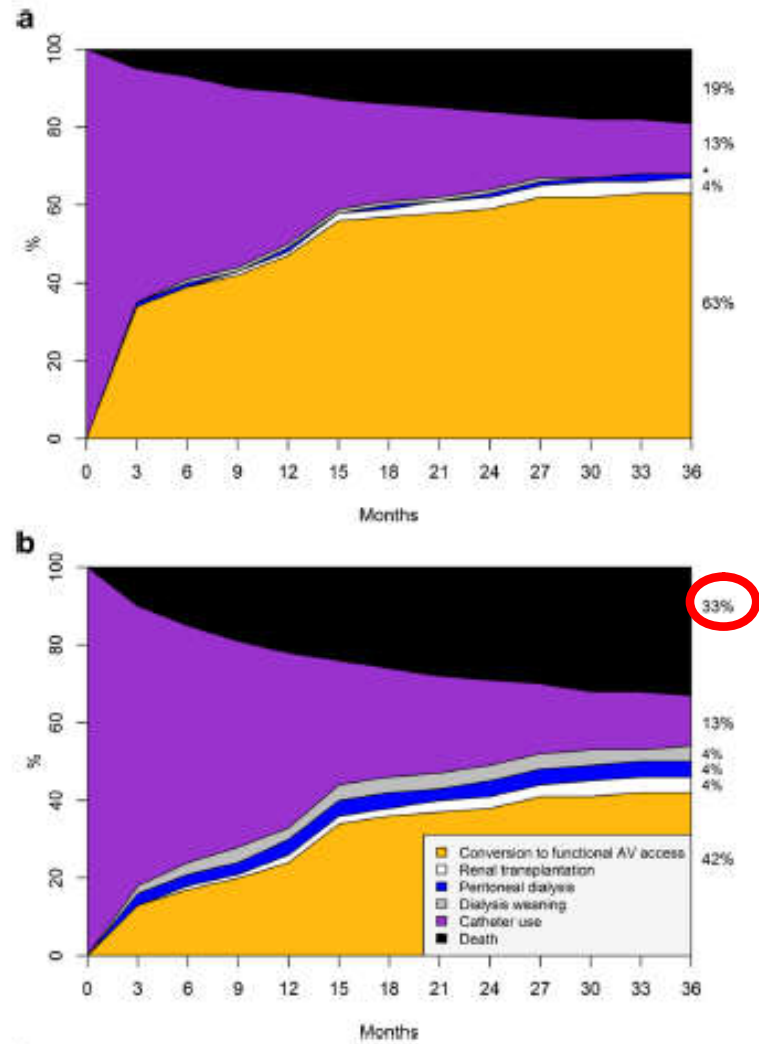 a
100
80
60
40
20
0
%
19%
13%
*
4%
63%
0 3 6 9 12 15 18 21 24 27 30 33 36
Months
b
100
80
60
40
20
0
%
33%
13%
4%
4%
4%
42%
Conversion to functional AV access
Renal transplantation
Peritoneal dialysis
Dialysis weaning
Catheter use
Death
0 3 6 9 12 15 18 21 24 27 30 33 36
Months